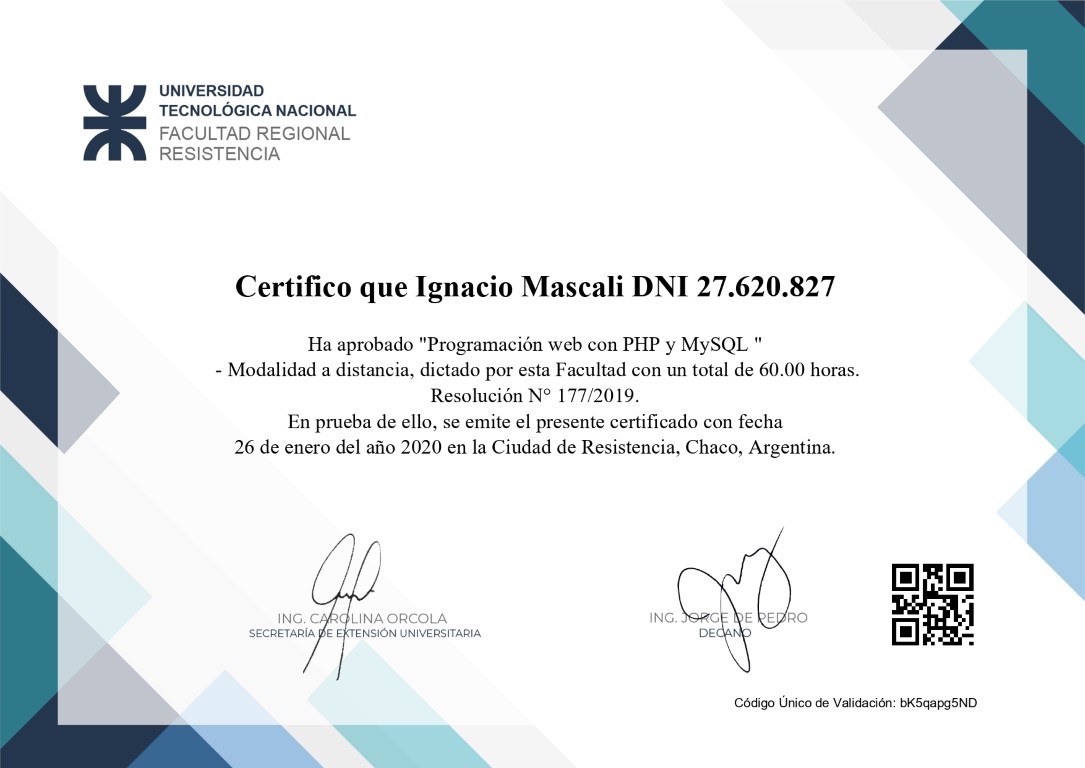 UNIVERSIDAD
TECNOLÓGICA NACIONAL
FACULTAD REGIONAL
RESISTENCIA
Certifico que Ignacio Mascali DNI 27.620.827
Ha aprobado "Programación web con PHP y MySQL "
- Modalidad a distancia, dictado por esta Facultad con un total de 60.00 horas.
Resolución N° 177/2019.
En prueba de ello, se emite el presente certificado con fecha
26 de enero del año 2020 en la Ciudad de Resistencia, Chaco, Argentina.
ING. CAROLINA ORCOLA
SECRETARÍA DE EXTENSIÓN UNIVERSITARIA
ING. JORGE DE PEDRO
DECANO
Código Único de Validación: bK5qapg5ND